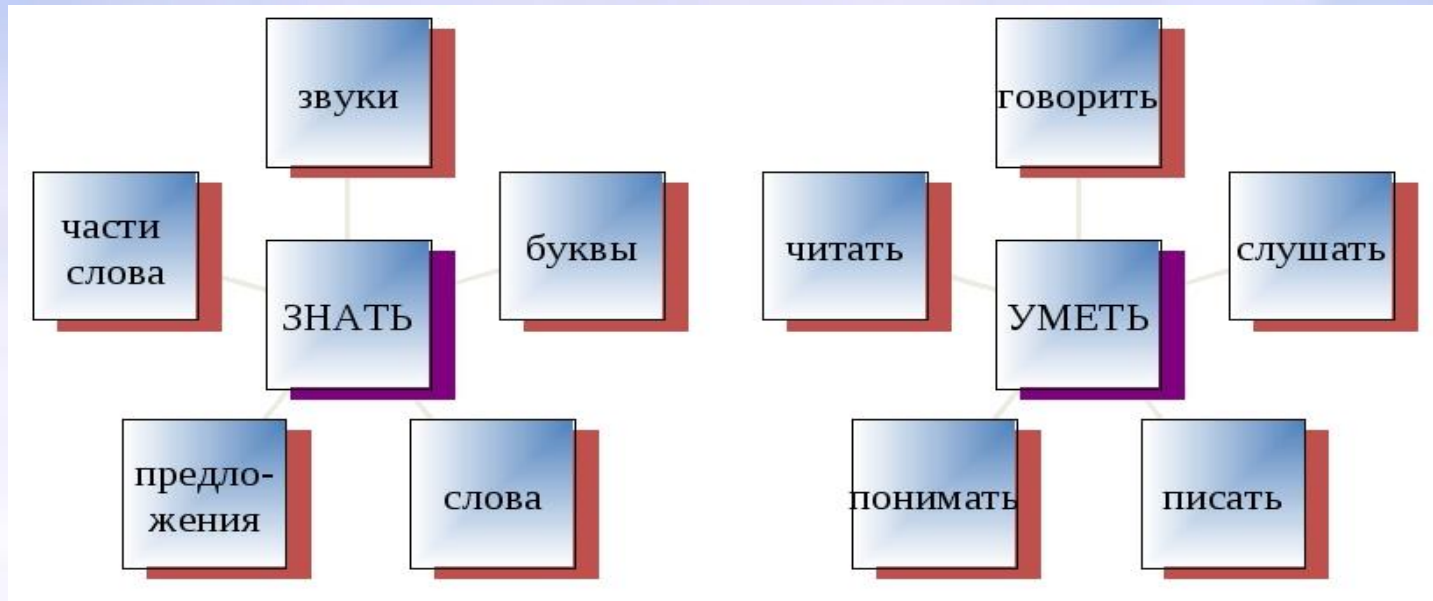 звуки
части
слова
буквы
ЗНАТЬ
предло-
жения
слова
говорить
читать
слушать
УМЕТЬ
понимать
писать